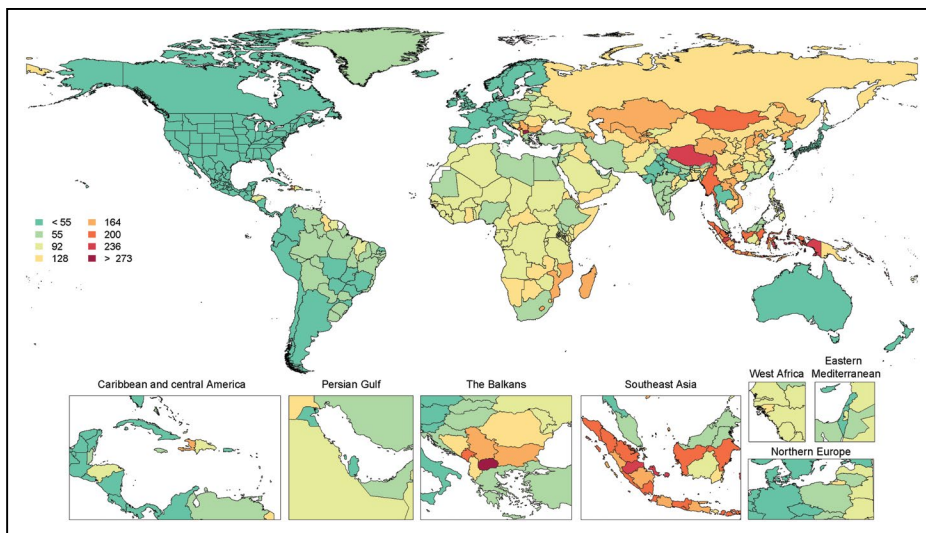 < 55 164
55 200
92 236
128 > 273
Caribbean and central America
Persian Gulf
The Balkans
Southeast Asia
West Africa
Eastern
Mediterranean
Northern Europe